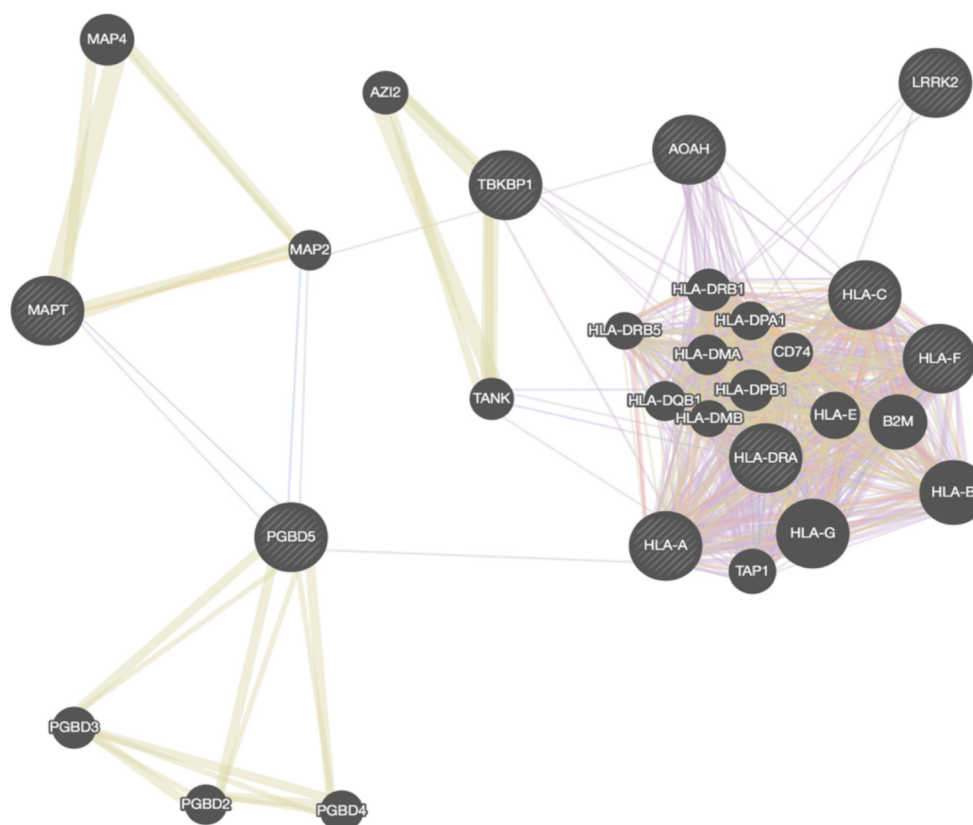 MAP4
AZI2
LRRK2
AOAH
TBKBP1
MAP2
MAPT
HLA-DRB1
HLA-C
HLA-DPA1
HLA-DRB5
HLA-DMA
CD74
HLA-F
TANK
HLA-DQB1
HLA-DPB1
HLA-DMB
HLA-E
B2M
HLA-DRA
HLA-B
PGBD5
HLA-A
HLA-G
TAP1
PGBD3
PGBD2
PGBD4